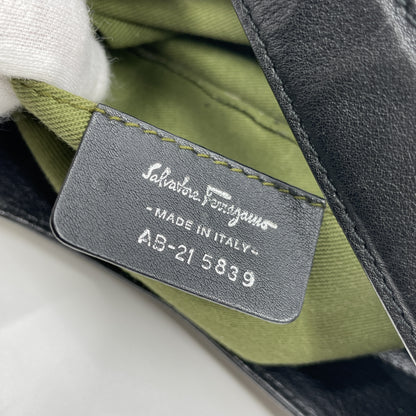 Salvatore Ferragamo
-MADE IN ITALY-
AB-21 5839